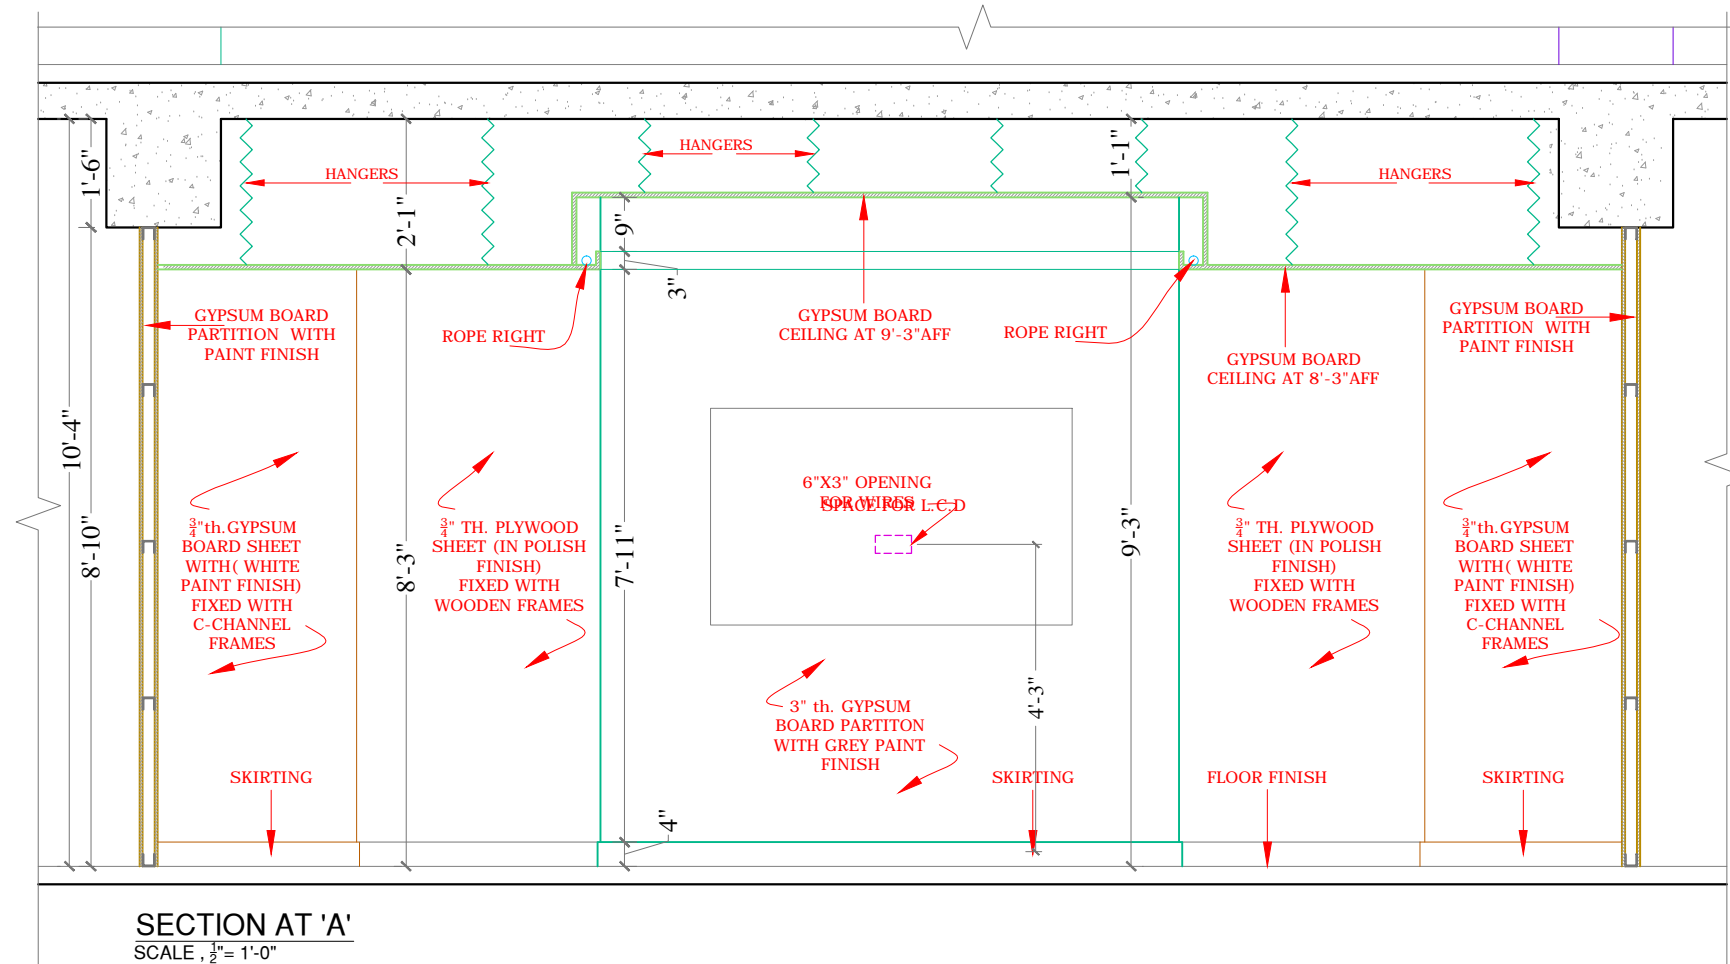 HANGERS
HANGERS
HANGERS
1'-6"
2'-1"
9"
3"
1'-1"
GYPSUM BOARD
PARTITION WITH
PAINT FINISH
ROPE RIGHT
GYPSUM BOARD
CEILING AT 9'-3"AFF
ROPE RIGHT
GYPSUM BOARD
CEILING AT 8'-3"AFF
GYPSUM BOARD
PARTITION WITH
PAINT FINISH
10'-4"
8'-10"
8'-3"
7'-11"
9'-3"
4'-3"
4"
6"X3" OPENING
FOR WIRES
SPACE FOR L.C.D
3/4"th.GYPSUM
BOARD SHEET
WITH( WHITE
PAINT FINISH)
FIXED WITH
C-CHANNEL
FRAMES
3/4" TH. PLYWOOD
SHEET (IN POLISH
FINISH)
FIXED WITH
WOODEN FRAMES
3/4" TH. PLYWOOD
SHEET (IN POLISH
FINISH)
FIXED WITH
WOODEN FRAMES
3/4"th.GYPSUM
BOARD SHEET
WITH( WHITE
PAINT FINISH)
FIXED WITH
C-CHANNEL
FRAMES
3" th. GYPSUM
BOARD PARTITON
WITH GREY PAINT
FINISH
SKIRTING
SKIRTING
FLOOR FINISH
SKIRTING
SECTION AT 'A'
SCALE , 1/2"= 1'-0"